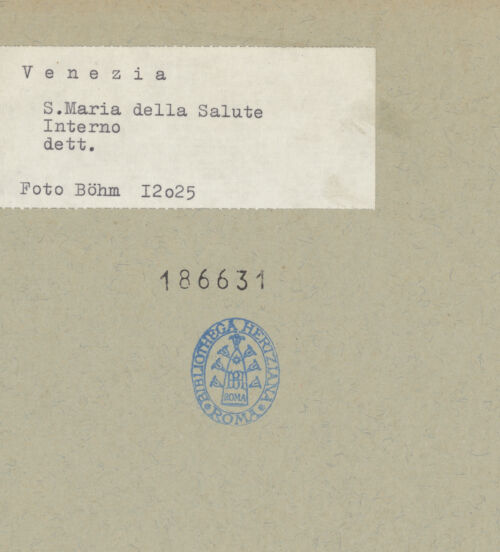 V e n e z i a
S.Maria della Salute
Interno
dett.
Foto Böhm I2o25
186631
BIBLIOTHECA HERTZIANA
ROMA
ROMA